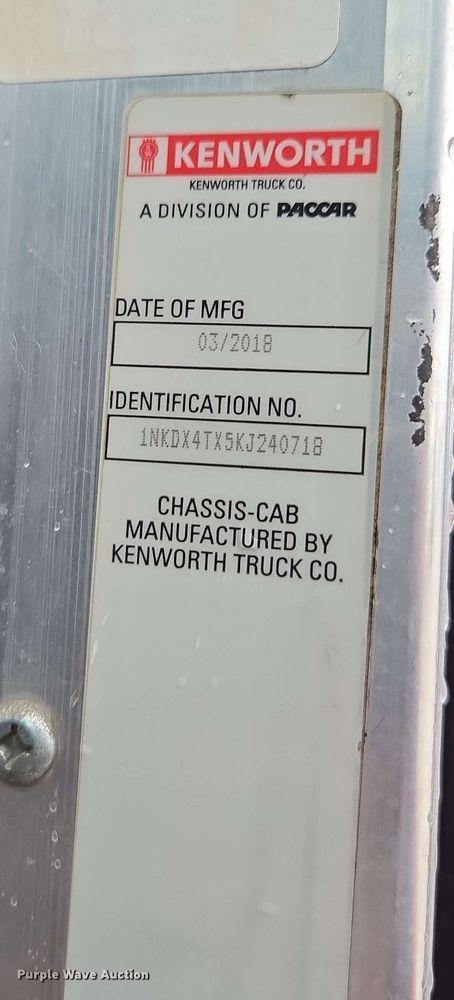 KENWORTH
KENWORTH TRUCK CO.
A DIVISION OF PACCAR
DATE OF MFG
03/2018
IDENTIFICATION NO.
1NKDX4TX5KJ240718
CHASSIS-CAB
MANUFACTURED BY
KENWORTH TRUCK CO.
Purple Wave Auction